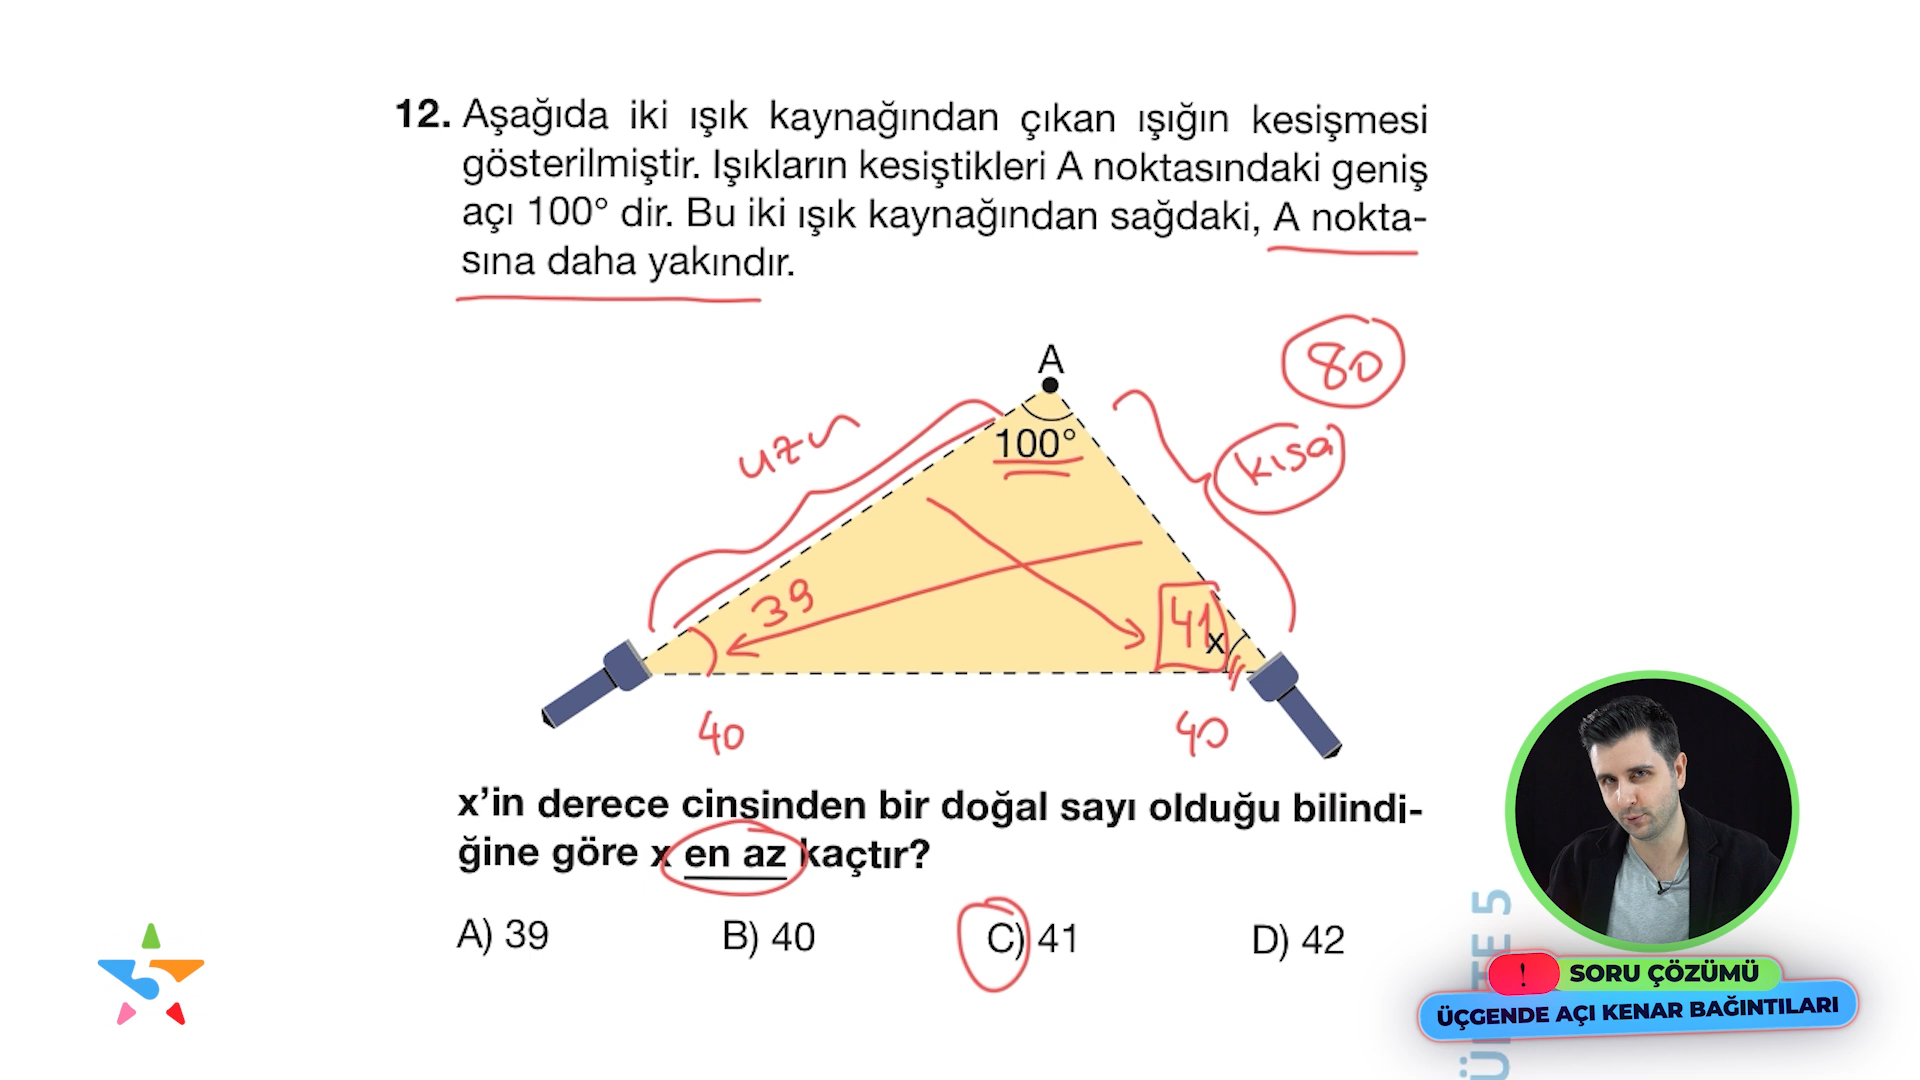 12. Aşağıda iki ışık kaynağından çıkan ışığın kesişmesi
gösterilmiştir. Işıkların kesiştikleri A noktasındaki geniş
açı 100° dir. Bu iki ışık kaynağından sağdaki, A nokta-
sına daha yakındır.
80
A
uzun
100°
kısa
39
41
x
40
40
x’in derece cinsinden bir doğal sayı olduğu bilindi-
ğine göre x en az kaçtır?
A) 39 B) 40 C) 41 D) 42
5
! SORU ÇÖZÜMÜ
ÜÇGENDE AÇI KENAR BAĞINTILARI